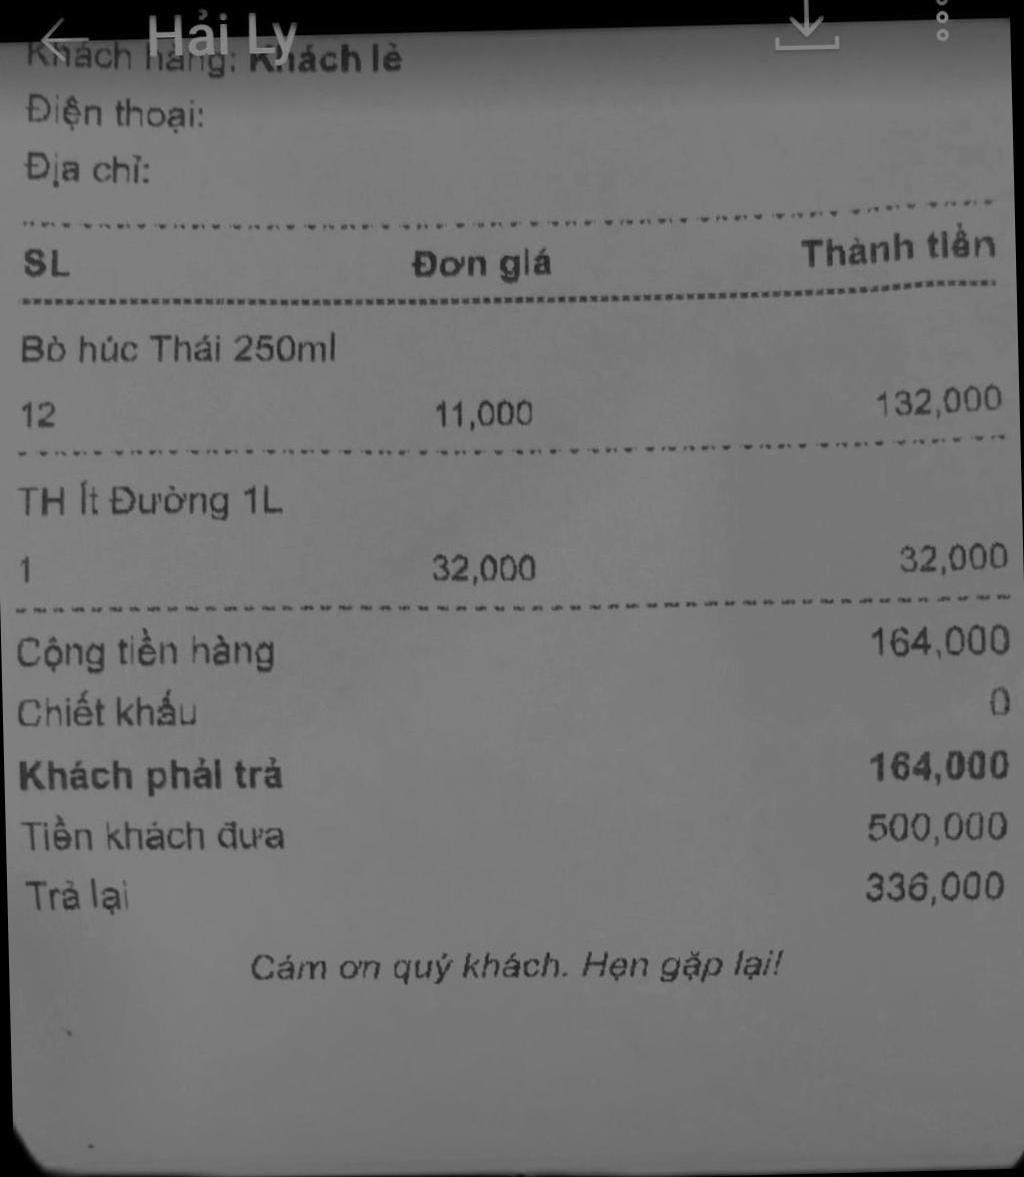 Hải Ly
Khách hàng: Khách lẻ
Điện thoại:
Địa chỉ:
SL Đơn giá Thành tiền
Bò húc Thái 250ml
12 11,000 132,000
TH Ít Đường 1L
1 32,000 32,000
Cộng tiền hàng 164,000
Chiết khấu 0
Khách phải trả 164,000
Tiền khách đưa 500,000
Trả lại 336,000
Cám ơn quý khách. Hẹn gặp lại!